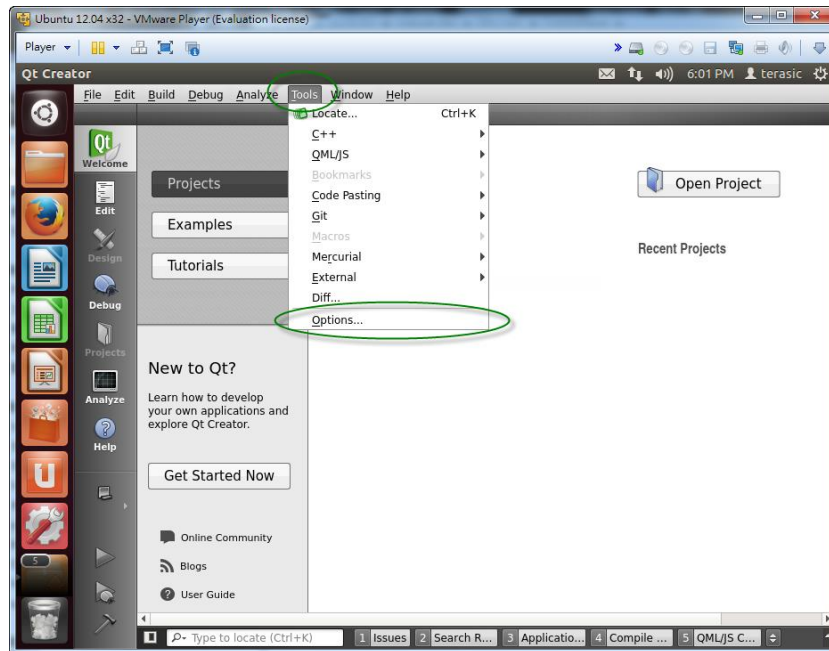 Ubuntu 12.04 x32 - VMware Player (Evaluation license)
Player
Qt Creator
6:01 PM terasic
File Edit Build Debug Analyze Tools Window Help
Locate... Ctrl+K
C++
QML/JS
Bookmarks
Code Pasting
Git
Macros
Mercurial
External
Diff...
Options...
Qt
Welcome
Edit
Design
Debug
Projects
Analyze
Help
5
Projects
Examples
Tutorials
New to Qt?
Learn how to develop
your own applications and
explore Qt Creator.
Get Started Now
Online Community
Blogs
User Guide
Open Project
Recent Projects
Type to locate (Ctrl+K) 1 Issues 2 Search R... 3 Applicatio... 4 Compile ... 5 QML/JS C...